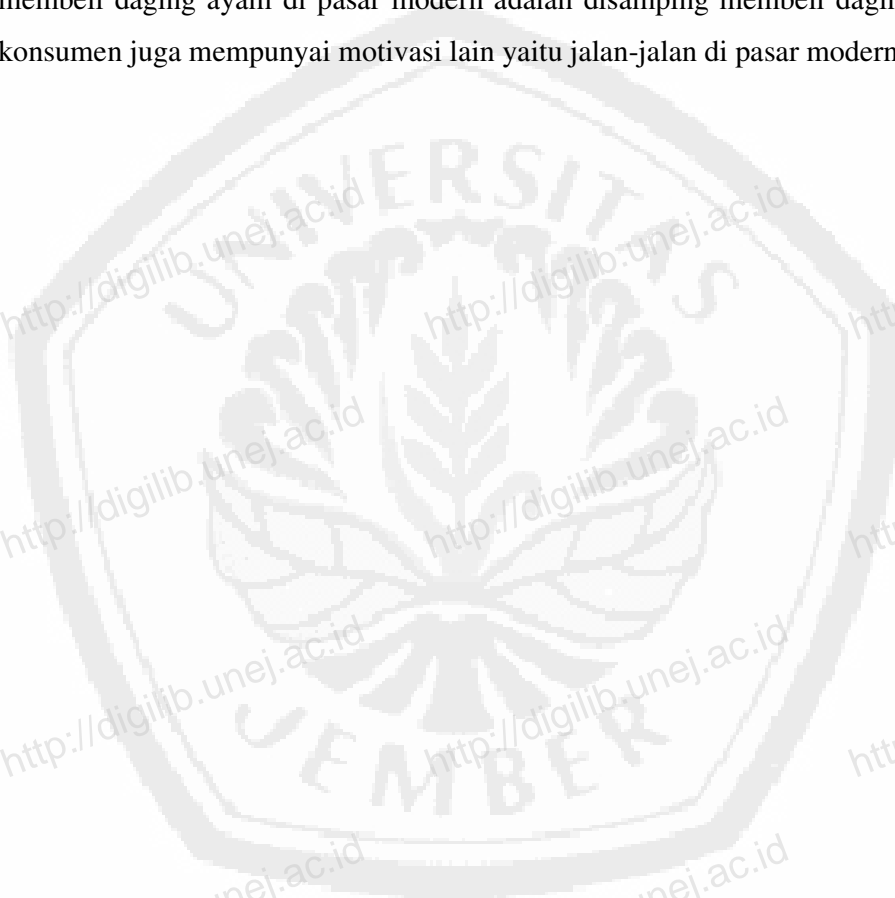 membeli daging ayam di pasar modern adalah disamping membeli
konsumen juga mempunyai motivasi lain yaitu jalan-jalan di pasar modern
UNIVERSITAS
http://digilib.unej.ac.id http://digilib.unej.ac.id
http://digilib.unej.ac.id http://digilib.unej.ac.id
http://digilib.unej.ac.id http://digilib.unej.ac.id
JEMBER